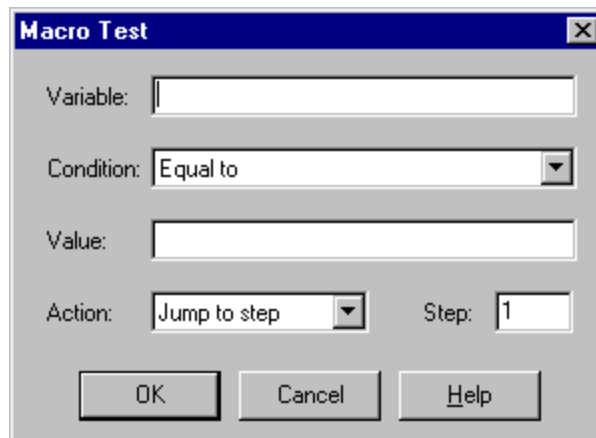 Macro Test
Variable:
Condition: Equal to
Value:
Action: Jump to step Step: 1
OK Cancel Help